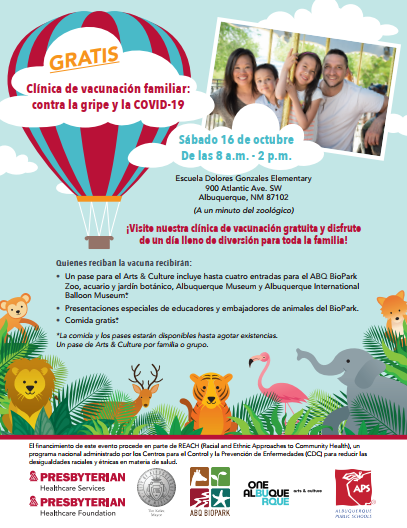 GRATIS
Clínica de vacunación familiar:
contra la gripe y la COVID-19
Sábado 16 de octubre
De las 8 a.m. - 2 p.m.
Escuela Dolores Gonzales Elementary
900 Atlantic Ave. SW
Albuquerque, NM 87102
(A un minuto del zoológico)
¡Visite nuestra clínica de vacunación gratuita y disfrute
de un día lleno de diversión para toda la familia!
Quienes reciban la vacuna recibirán:
• Un pase para el Arts & Culture incluye hasta cuatro entradas para el ABQ BioPark
Zoo, acuario y jardín botánico, Albuquerque Museum y Albuquerque International
Balloon Museum.*
• Presentaciones especiales de educadores y embajadores de animales del BioPark.
• Comida gratis.*
*La comida y los pases estarán disponibles hasta agotar existencias.
Un pase de Arts & Culture por familia o grupo.
El financiamiento de este evento procede en parte de REACH (Racial and Ethnic Approaches to Community Health), un
programa nacional administrado por los Centros para el Control y la Prevención de Enfermedades (CDC) para reducir las
desigualdades raciales y étnicas en materia de salud.
PRESBYTERIAN
Healthcare Services
PRESBYTERIAN
Healthcare Foundation
ABQ BIOPARK
ONE
ALBUQUE
RQUE
arts & culture
APS
ALBUQUERQUE
PUBLIC SCHOOLS